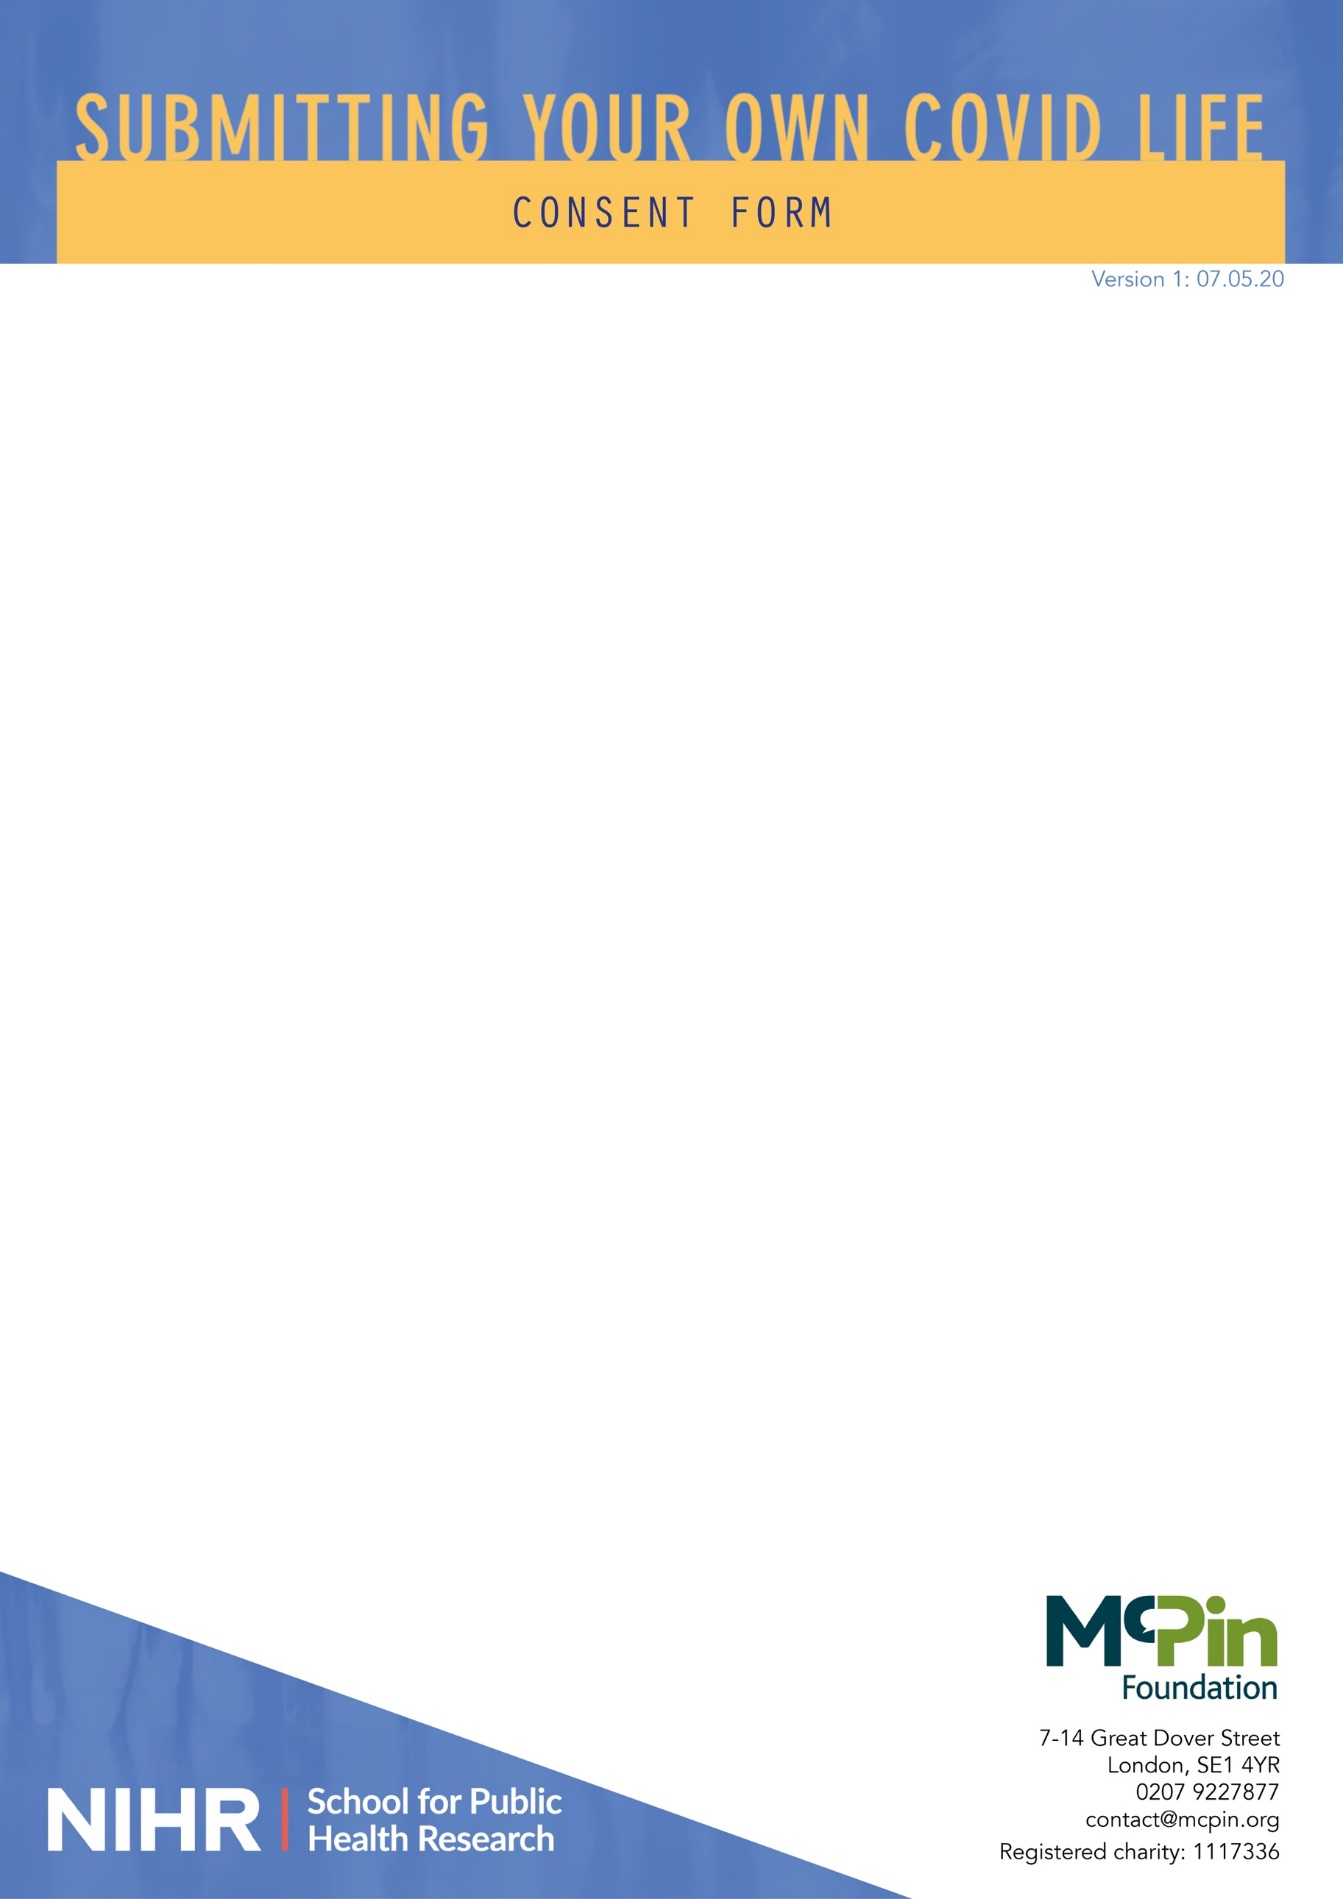 SUBMITTING YOUR OWN COVID LIFE
CONSENT FORM
Version 1: 07.05.20
McPin
Foundation
7-14 Great Dover Street
London, SE1 4YR
0207 9227877
contact@mcpin.org
Registered charity: 1117336
NIHR | School for Public
Health Research